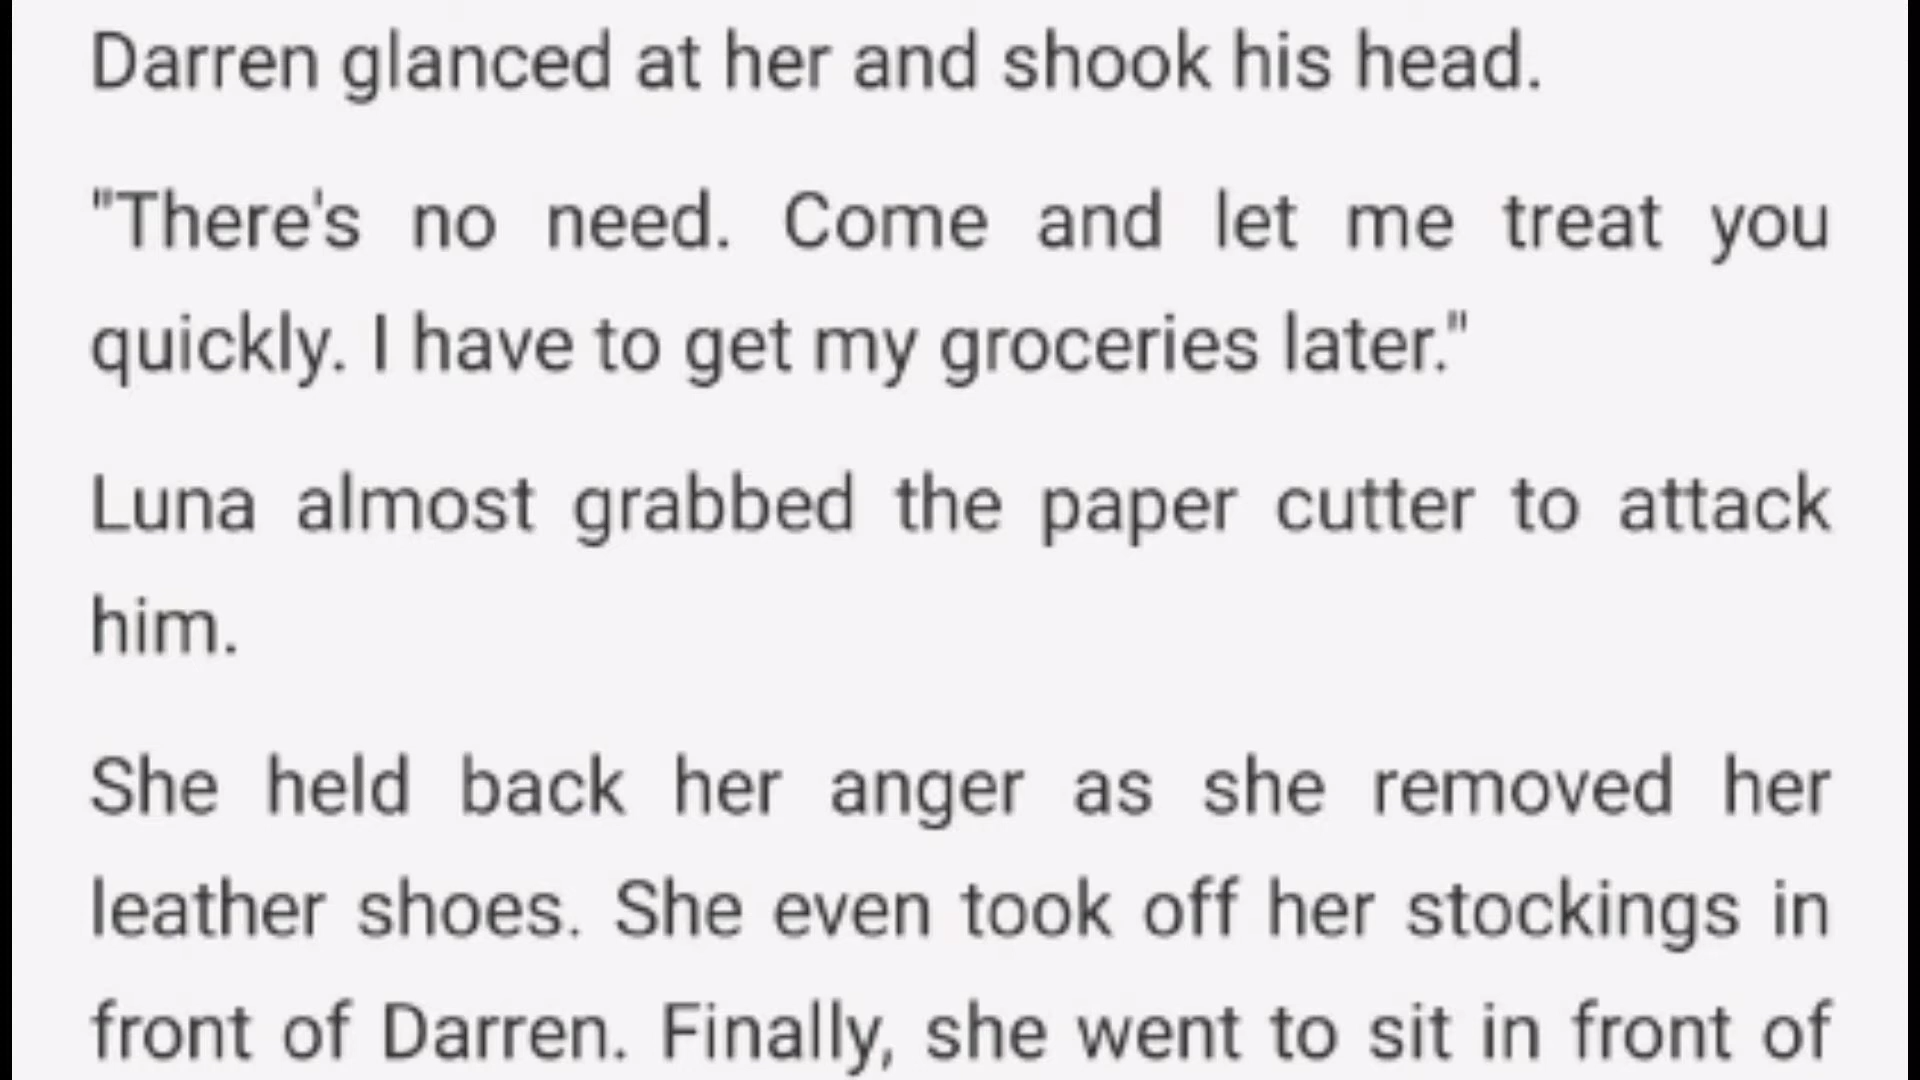 Darren glanced at her and shook his head.
"There's no need. Come and let me treat you
quickly. I have to get my groceries later."
Luna almost grabbed the paper cutter to attack
him.
She held back her anger as she removed her
leather shoes. She even took off her stockings in
front of Darren. Finally, she went to sit in front of